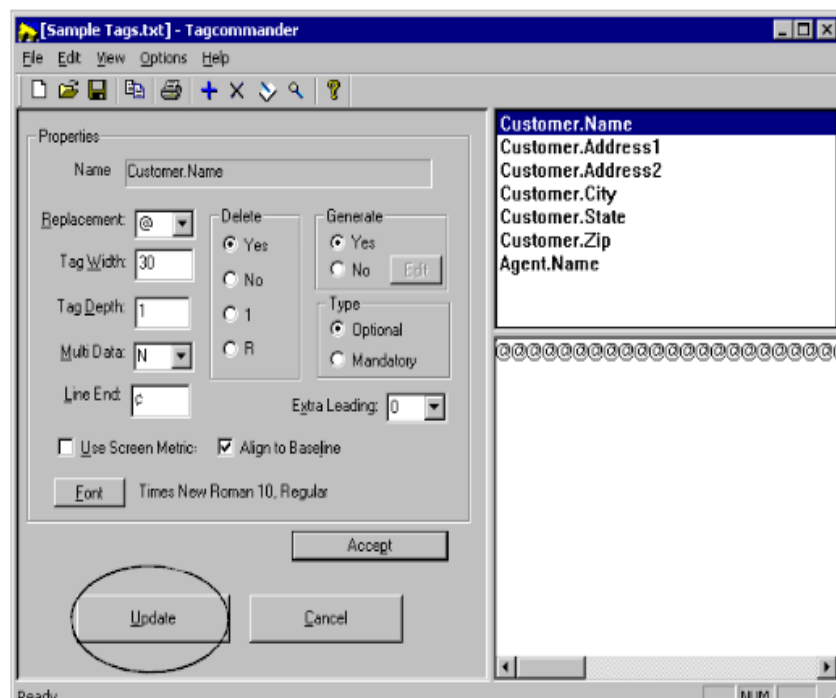 [Sample Tags.txt] - Tagcommander
File Edit View Options Help
Properties
Name Customer.Name
Replacement: @
Tag Width: 30
Tag Depth: 1
Multi Data: N
Line End: ¢
Delete
Yes
No
1
R
Generate
Yes
No Edit
Type
Optional
Mandatory
Extra Leading: 0
Use Screen Metric: Align to Baseline
Font Times New Roman 10, Regular
Accept
Update Cancel
Customer.Name
Customer.Address1
Customer.Address2
Customer.City
Customer.State
Customer.Zip
Agent.Name
@@@@@@@@@@@@@@@@@@@@@@
Ready NUM